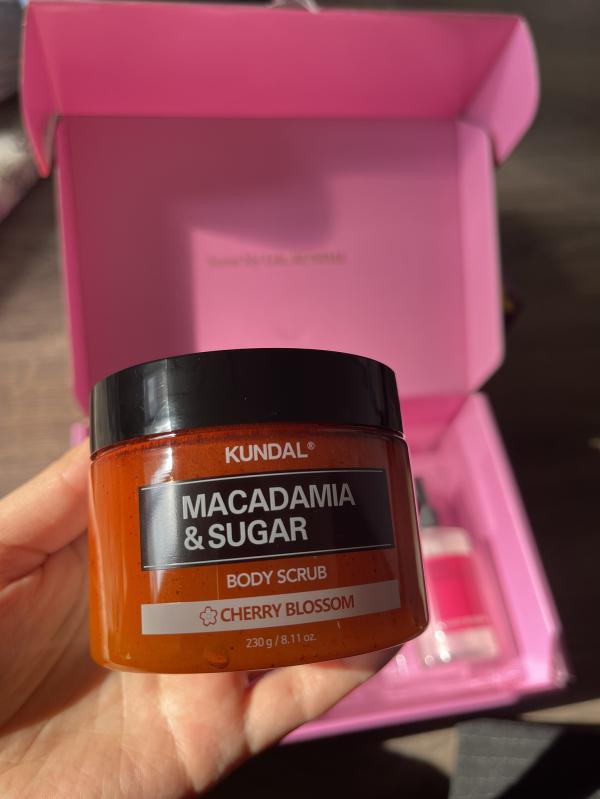 KUNDAL®
MACADAMIA
& SUGAR
BODY SCRUB
CHERRY BLOSSOM
230 g / 8.11 oz.